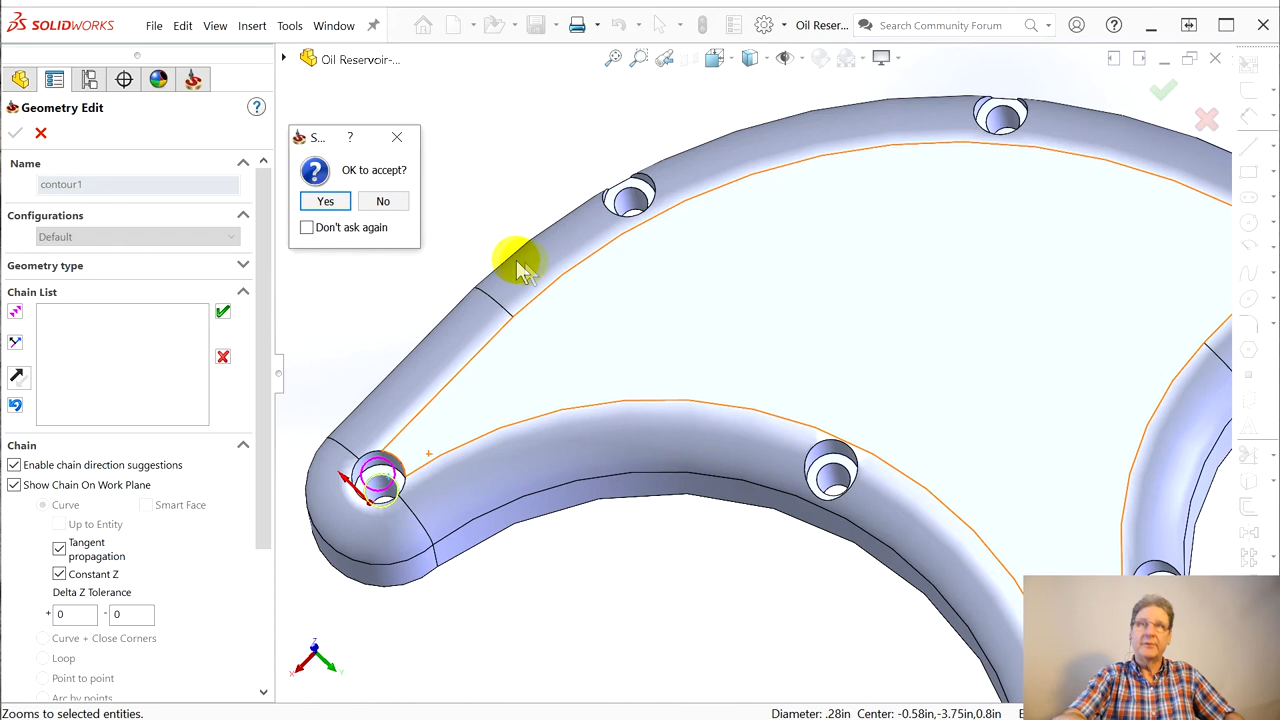 SOLIDWORKS
File Edit View Insert Tools Window
Oil Reser...
Search Community Forum
Oil Reservoir-...
Geometry Edit
Name
contour1
Configurations
Default
Geometry type
Chain List
Chain
Enable chain direction suggestions
Show Chain On Work Plane
Curve Smart Face
Up to Entity
Tangent
propagation
Constant Z
Delta Z Tolerance
+ 0 - 0
Curve + Close Corners
Loop
Point to point
Arc by points
S... ?
OK to accept?
Yes No
Don't ask again
Z
X Y
Zooms to selected entities.
Diameter: .28in Center: -0.58in,-3.75in,0.8in